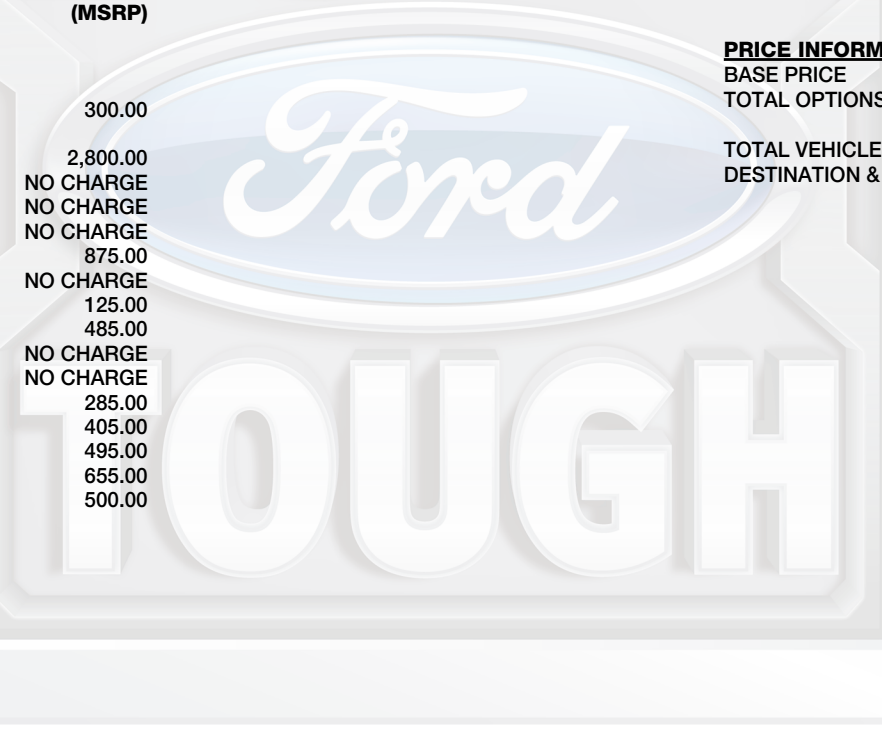 (MSRP)
300.00
2,800.00
NO CHARGE
NO CHARGE
NO CHARGE
875.00
NO CHARGE
125.00
485.00
NO CHARGE
NO CHARGE
285.00
405.00
495.00
655.00
500.00
PRICE INFORM
BASE PRICE
TOTAL OPTIONS
TOTAL VEHICLE
DESTINATION &
Ford
TOUGH